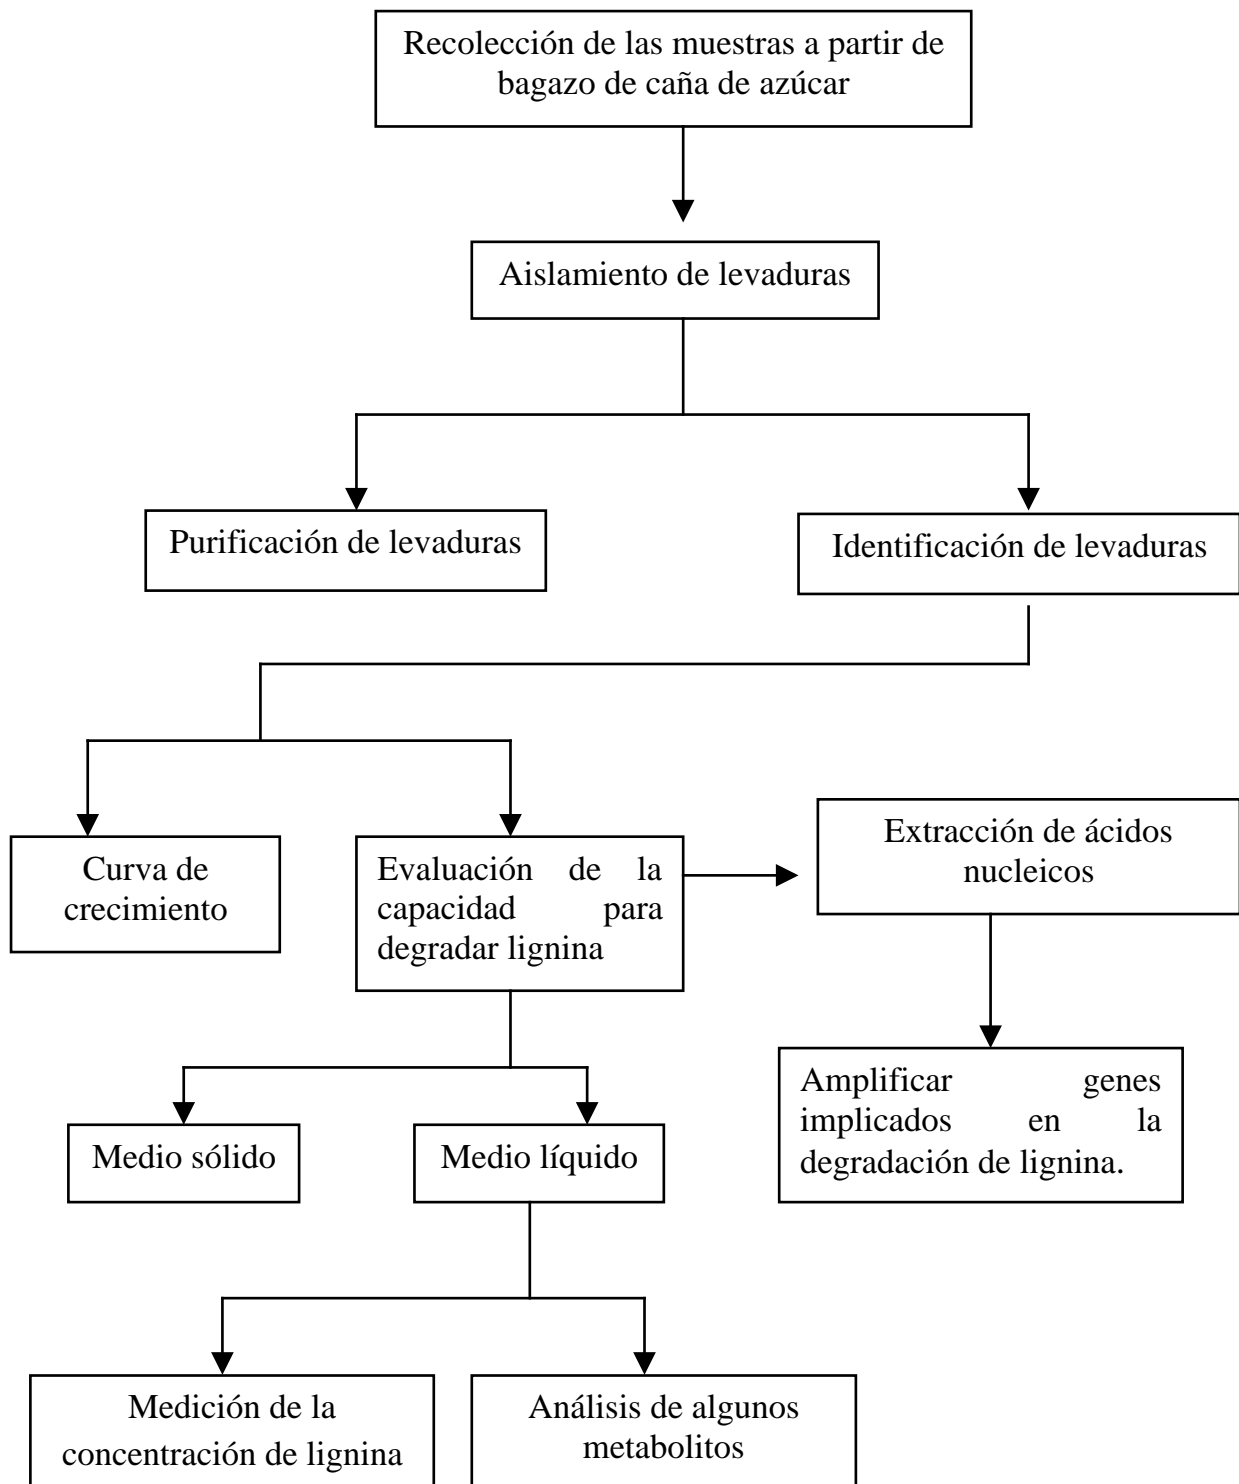 Recolección de las muestras a partir de
bagazo de caña de azúcar
Aislamiento de levaduras
Purificación de levaduras
Identificación de levaduras
Curva de
crecimiento
Evaluación de la
capacidad para
degradar lignina
Extracción de ácidos
nucleicos
Amplificar genes
implicados en la
degradación de lignina.
Medio sólido
Medio líquido
Medición de la
concentración de lignina
Análisis de algunos
metabolitos